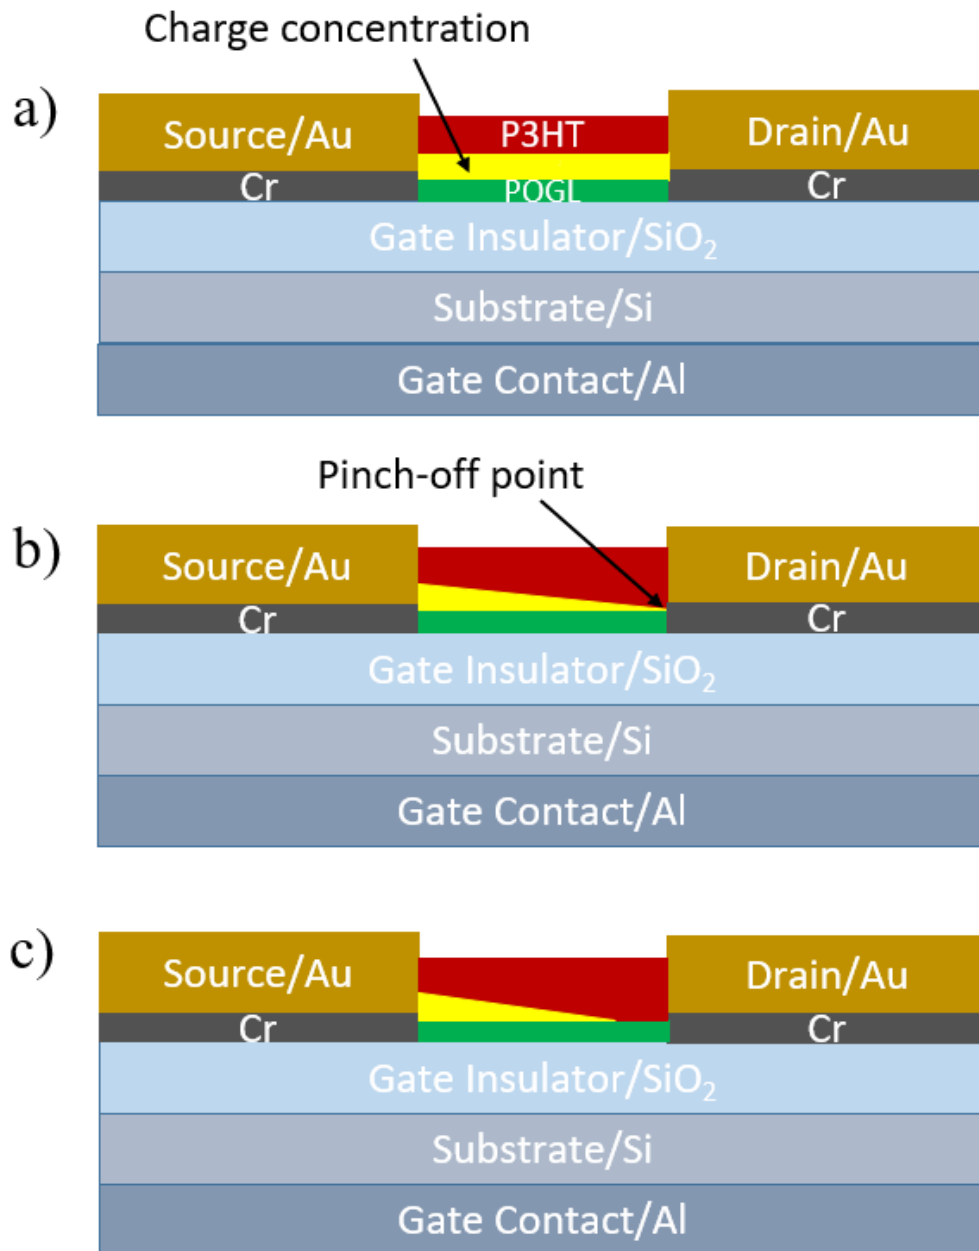 Charge concentration
a)
Source/Au
P3HT
Drain/Au
Cr
PQGL
Cr
Gate Insulator/SiO₂
Substrate/Si
Gate Contact/Al
Pinch-off point
b)
Source/Au
Drain/Au
Cr
Cr
Gate Insulator/SiO₂
Substrate/Si
Gate Contact/Al
c)
Source/Au
Drain/Au
Cr
Cr
Gate Insulator/SiO₂
Substrate/Si
Gate Contact/Al